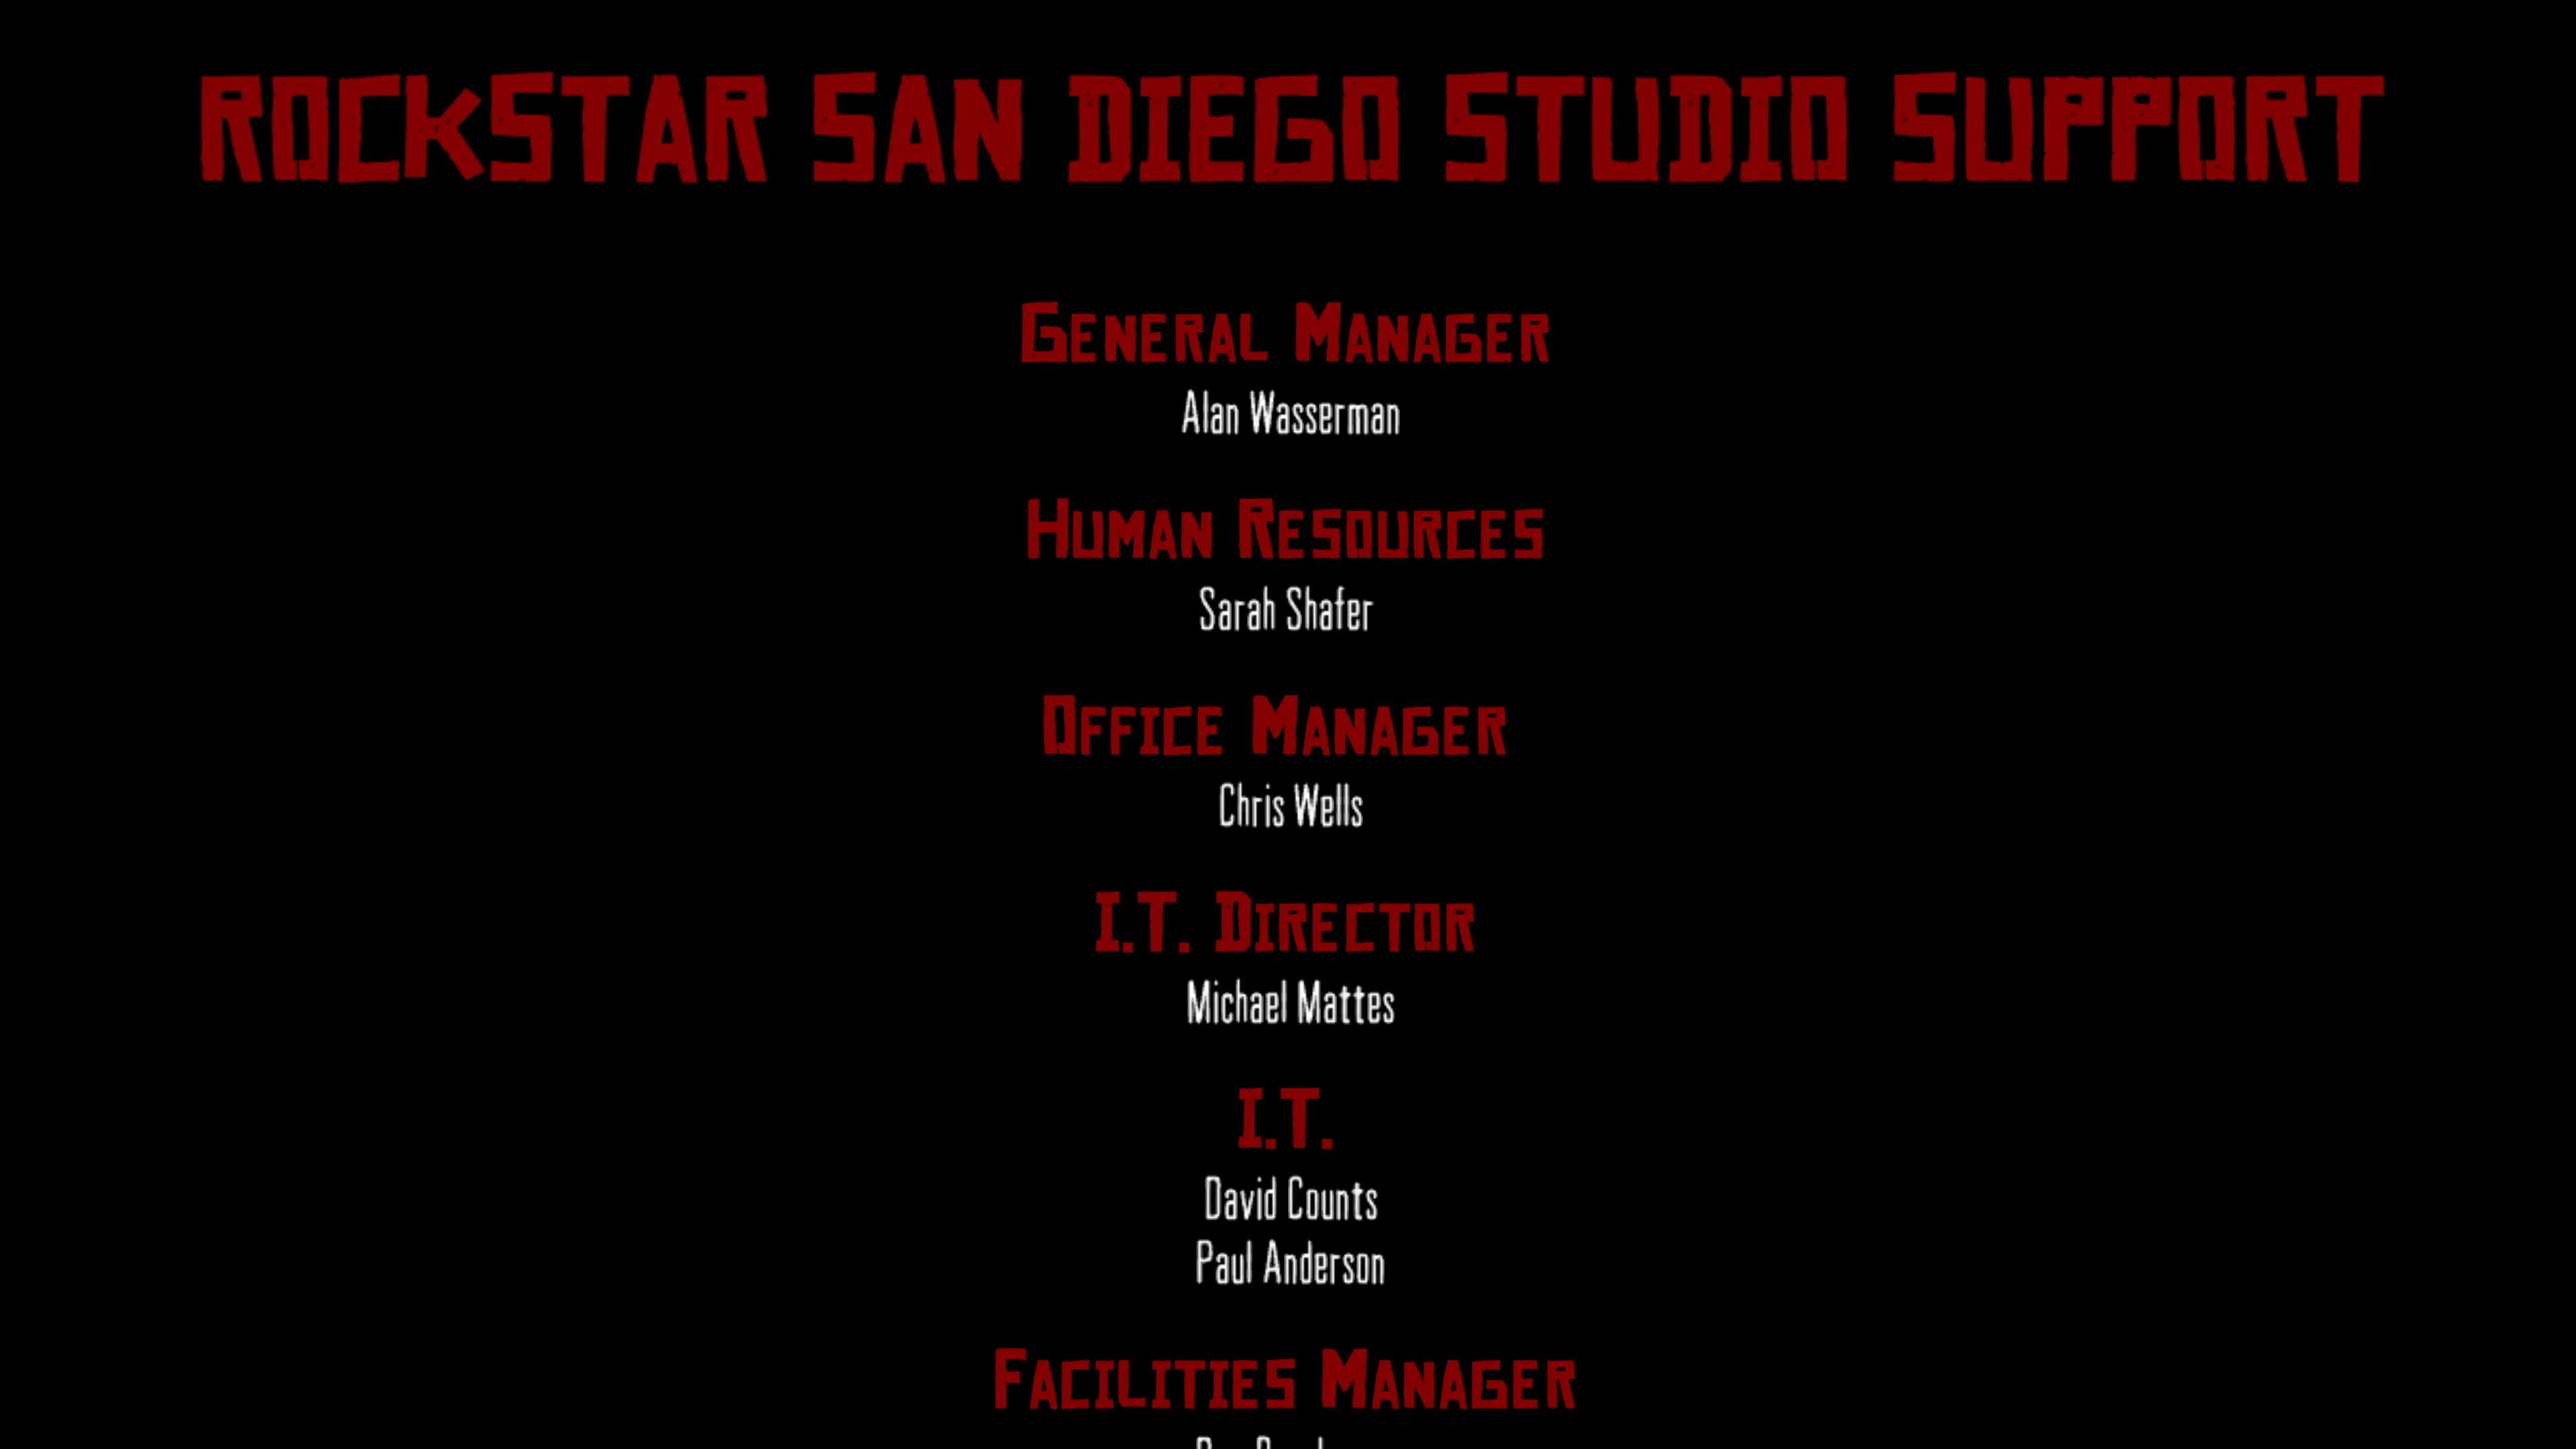 ROCKSTAR SAN DIEGO STUDIO SUPPORT
GENERAL MANAGER
Alan Wasserman
HUMAN RESOURCES
Sarah Shafer
OFFICE MANAGER
Chris Wells
I.T. DIRECTOR
Michael Mattes
I.T.
David Counts
Paul Anderson
FACILITIES MANAGER